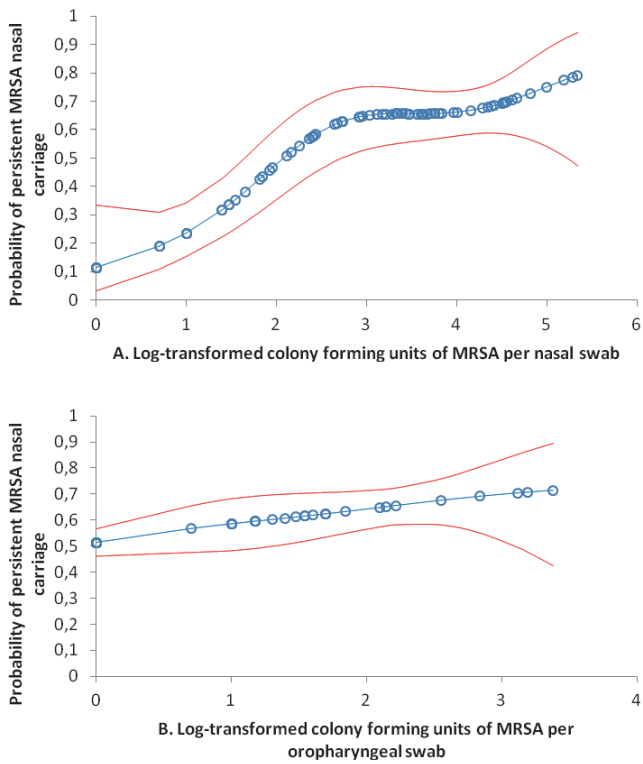 Probability of persistent MRSA nasal
carriage
1
0,9
0,8
0,7
0,6
0,5
0,4
0,3
0,2
0,1
0
0 1 2 3 4 5 6
A. Log-transformed colony forming units of MRSA per nasal swab
Probability of persistent MRSA nasal
carriage
1
0,9
0,8
0,7
0,6
0,5
0,4
0,3
0,2
0,1
0
0 1 2 3 4
B. Log-transformed colony forming units of MRSA per
oropharyngeal swab